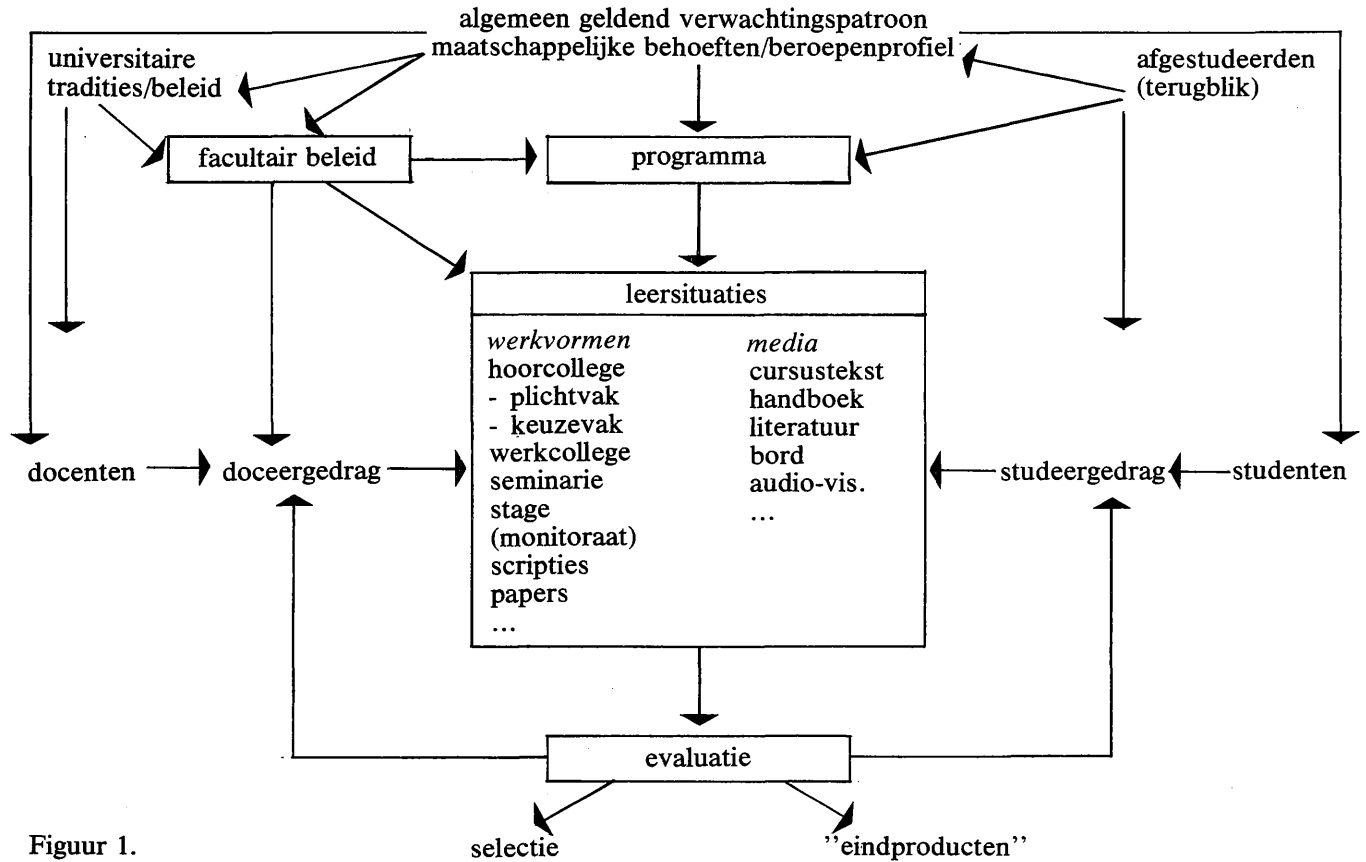 algemeen geldend verwachtingspatroon
maatschappelijke behoeften/beroepenprofiel
universitaire
tradities/beleid
afgestudeerden
(terugblik)
facultair beleid
programma
leersituaties
werkvormen
hoorcollege
- plichtvak
- keuzevak
werkcollege
seminarie
stage
(monitoraat)
scripties
papers
...
media
cursustekst
handboek
literatuur
bord
audio-vis.
...
docenten
doceergedrag
studeergedrag
studenten
evaluatie
selectie
"eindproducten"
Figuur 1.